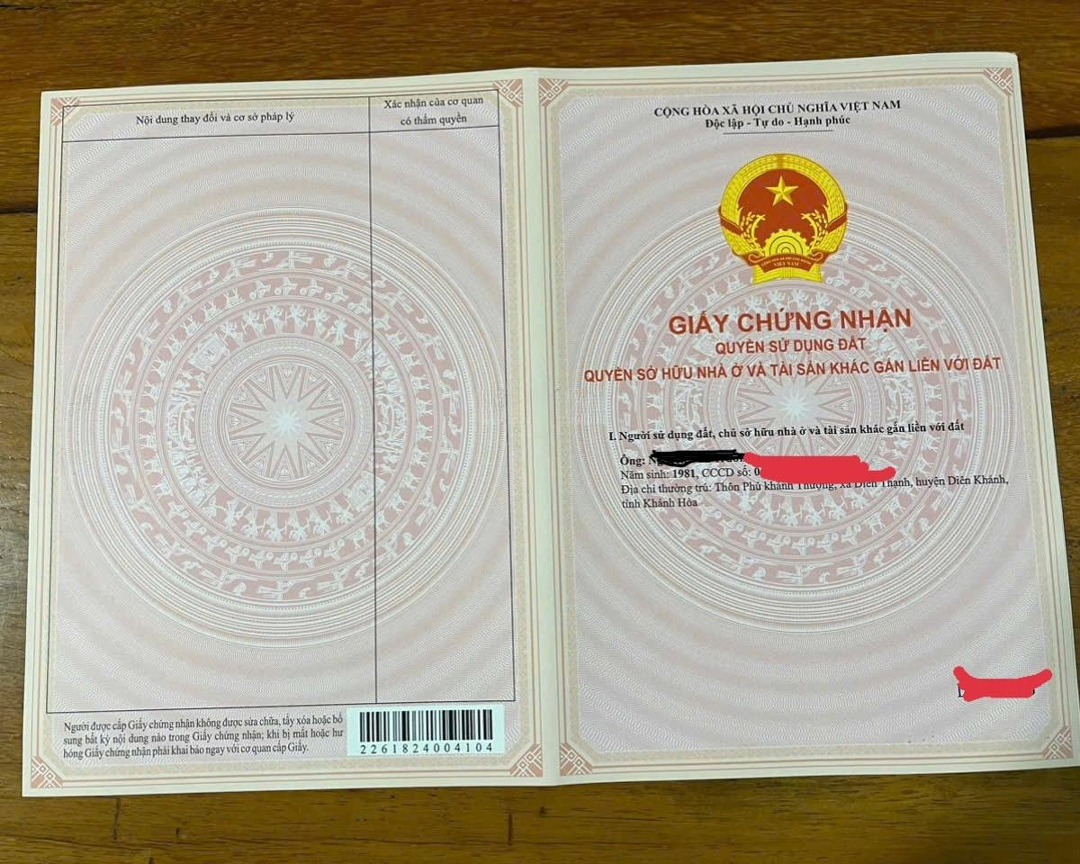 Nội dung thay đổi và cơ sở pháp lý
Xác nhận của cơ quan
có thẩm quyền
Người được cấp Giấy chứng nhận không được sửa chữa, tẩy xóa hoặc bổ
sung bất kỳ nội dung nào trong Giấy chứng nhận; khi bị mất hoặc hư
hỏng Giấy chứng nhận phải khai báo ngay với cơ quan cấp Giấy.
2261824004104
CỘNG HÒA XÃ HỘI CHỦ NGHĨA VIỆT NAM
Độc lập - Tự do - Hạnh phúc
VIỆT NAM
GIẤY CHỨNG NHẬN
QUYỀN SỬ DỤNG ĐẤT
QUYỀN SỞ HỮU NHÀ Ở VÀ TÀI SẢN KHÁC GẮN LIỀN VỚI ĐẤT
I. Người sử dụng đất, chủ sở hữu nhà ở và tài sản khác gắn liền với đất
Ông:
Năm sinh: 1981, CCCD số: 0
Địa chỉ thường trú: Thôn Phú khánh Thượng, xã Diên Thạnh, huyện Diên Khánh,
tỉnh Khánh Hòa